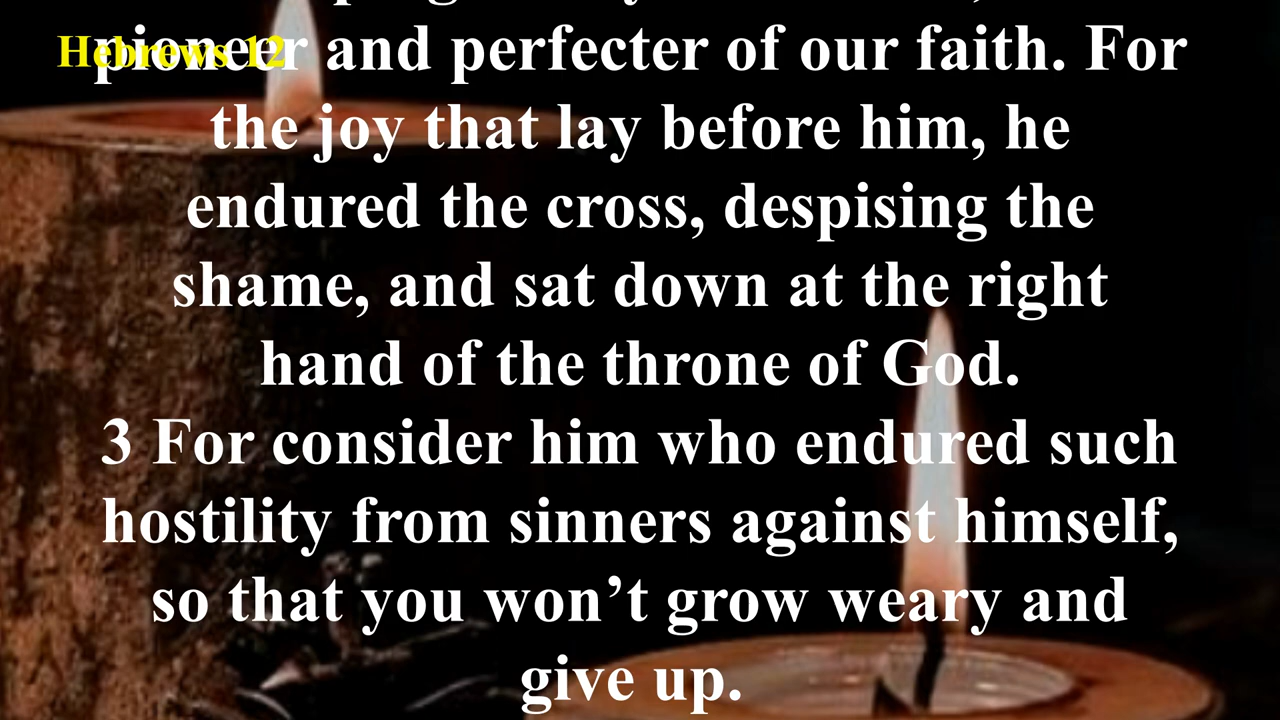 Hebrews 12
pioneer and perfecter of our faith. For
the joy that lay before him, he
endured the cross, despising the
shame, and sat down at the right
hand of the throne of God.
3 For consider him who endured such
hostility from sinners against himself,
so that you won’t grow weary and
give up.